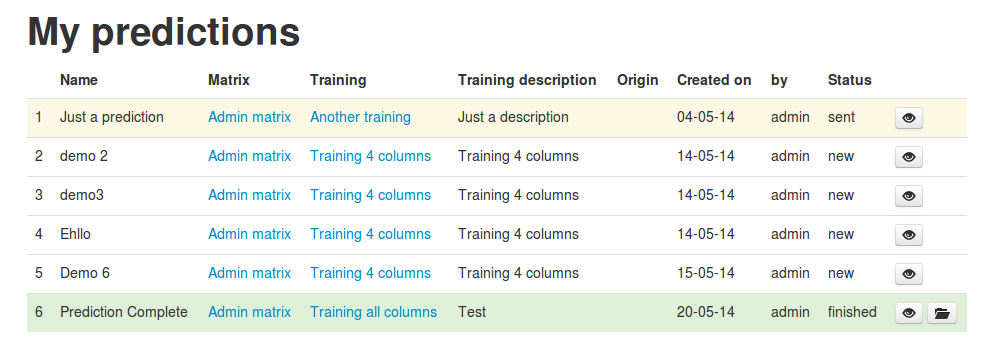 My predictions
Name Matrix Training Training description Origin Created on by Status
1 Just a prediction Admin matrix Another training Just a description 04-05-14 admin sent
2 demo 2 Admin matrix Training 4 columns Training 4 columns 14-05-14 admin new
3 demo3 Admin matrix Training 4 columns Training 4 columns 14-05-14 admin new
4 Ehllo Admin matrix Training 4 columns Training 4 columns 14-05-14 admin new
5 Demo 6 Admin matrix Training 4 columns Training 4 columns 15-05-14 admin new
6 Prediction Complete Admin matrix Training all columns Test 20-05-14 admin finished